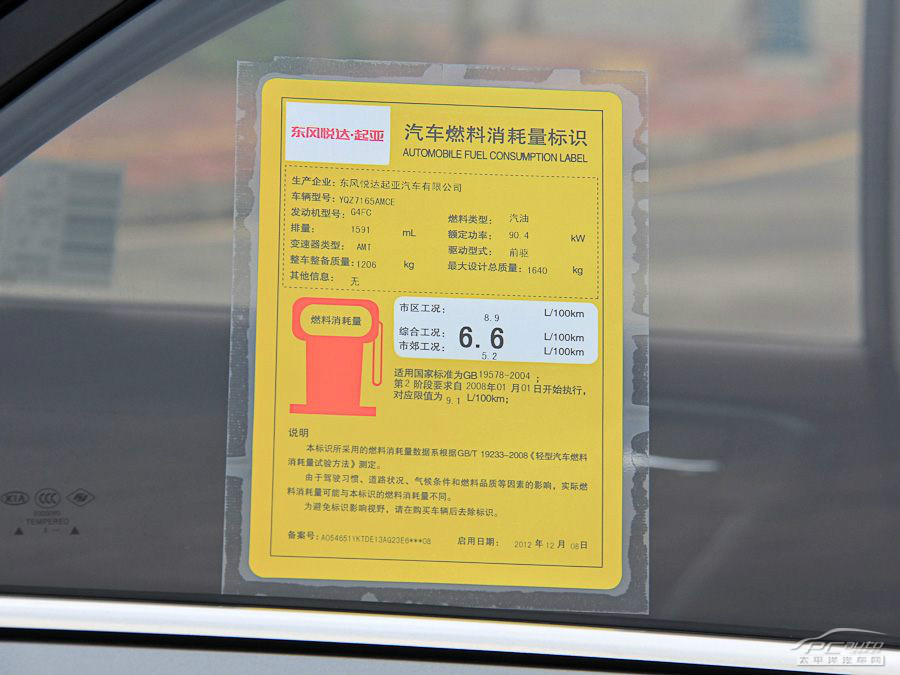 东风悦达·起亚
汽车燃料消耗量标识
AUTOMOBILE FUEL CONSUMPTION LABEL
生产企业: 东风悦达起亚汽车有限公司
车辆型号: YQZ7165AMCE
发动机型号: G4FC
燃料类型: 汽油
排量: 1591 mL
额定功率: 90.4 kW
变速器类型: AMT
驱动型式: 前驱
整车整备质量: 1206 kg
最大设计总质量: 1640 kg
其他信息: 无
燃料消耗量
市区工况: 8.9 L/100km
综合工况: 6.6 L/100km
市郊工况: 5.2 L/100km
适用国家标准为GB 19578-2004 ;
第2 阶段要求自 2008年01 月01日开始执行,
对应限值为 9.1 L/100km;
说明
本标识所采用的燃料消耗量数据系根据GB/T 19233-2008《轻型汽车燃料
消耗量试验方法》测定。
由于驾驶习惯、道路状况、气候条件和燃料品质等因素的影响,实际燃
料消耗量可能与本标识的燃料消耗量不同。
为避免标识影响视野,请在购买车辆后去除标识。
备案号: A054651YKTDE13AG23E6***08 启用日期: 2012 年 12 月 08日
KIA CCC
TEMPERED
PCauto
太平洋汽车网